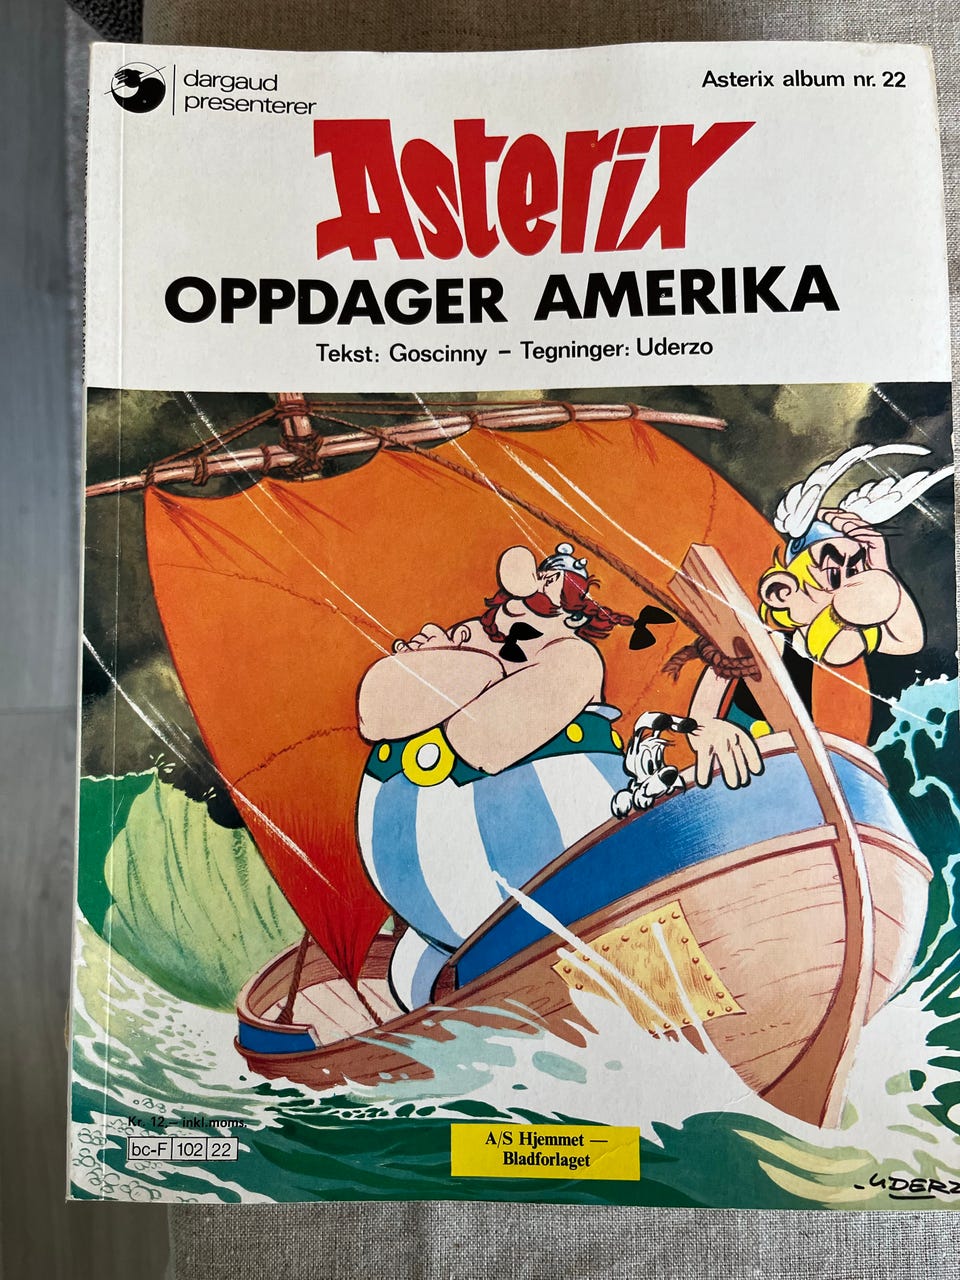 dargaud
presenterer
Asterix album nr. 22
Asterix
OPPDAGER AMERIKA
Tekst: Goscinny – Tegninger: Uderzo
Kr. 12,– inkl.moms.
bc-F 102 22
A/S Hjemmet —
Bladforlaget
UDERZ